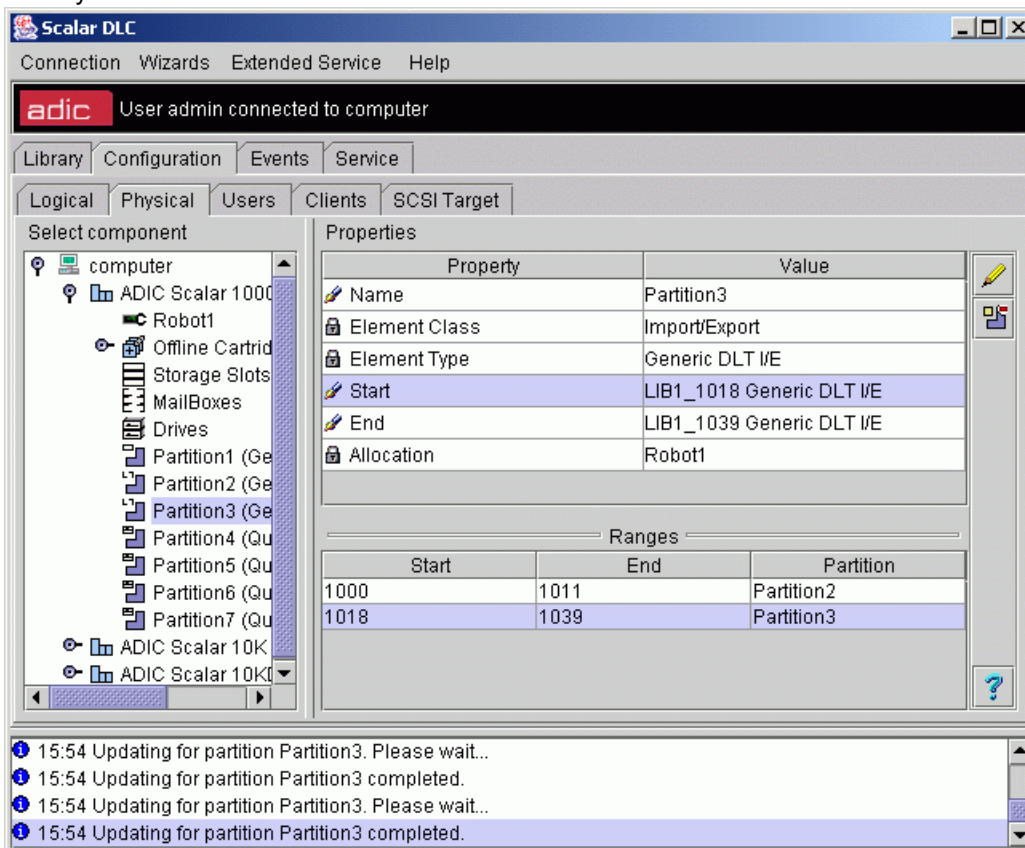 Scalar DLC
Connection Wizards Extended Service Help
adic User admin connected to computer
Library Configuration Events Service
Logical Physical Users Clients SCSI Target
Select component
computer
ADIC Scalar 1000
Robot1
Offline Cartrid
Storage Slots
MailBoxes
Drives
Partition1 (Ge
Partition2 (Ge
Partition3 (Ge
Partition4 (Qu
Partition5 (Qu
Partition6 (Qu
Partition7 (Qu
ADIC Scalar 10K
ADIC Scalar 10K
Properties
Property Value
Name Partition3
Element Class Import/Export
Element Type Generic DLT I/E
Start LIB1_1018 Generic DLT I/E
End LIB1_1039 Generic DLT I/E
Allocation Robot1
Ranges
Start End Partition
1000 1011 Partition2
1018 1039 Partition3
15:54 Updating for partition Partition3. Please wait...
15:54 Updating for partition Partition3 completed.
15:54 Updating for partition Partition3. Please wait...
15:54 Updating for partition Partition3 completed.